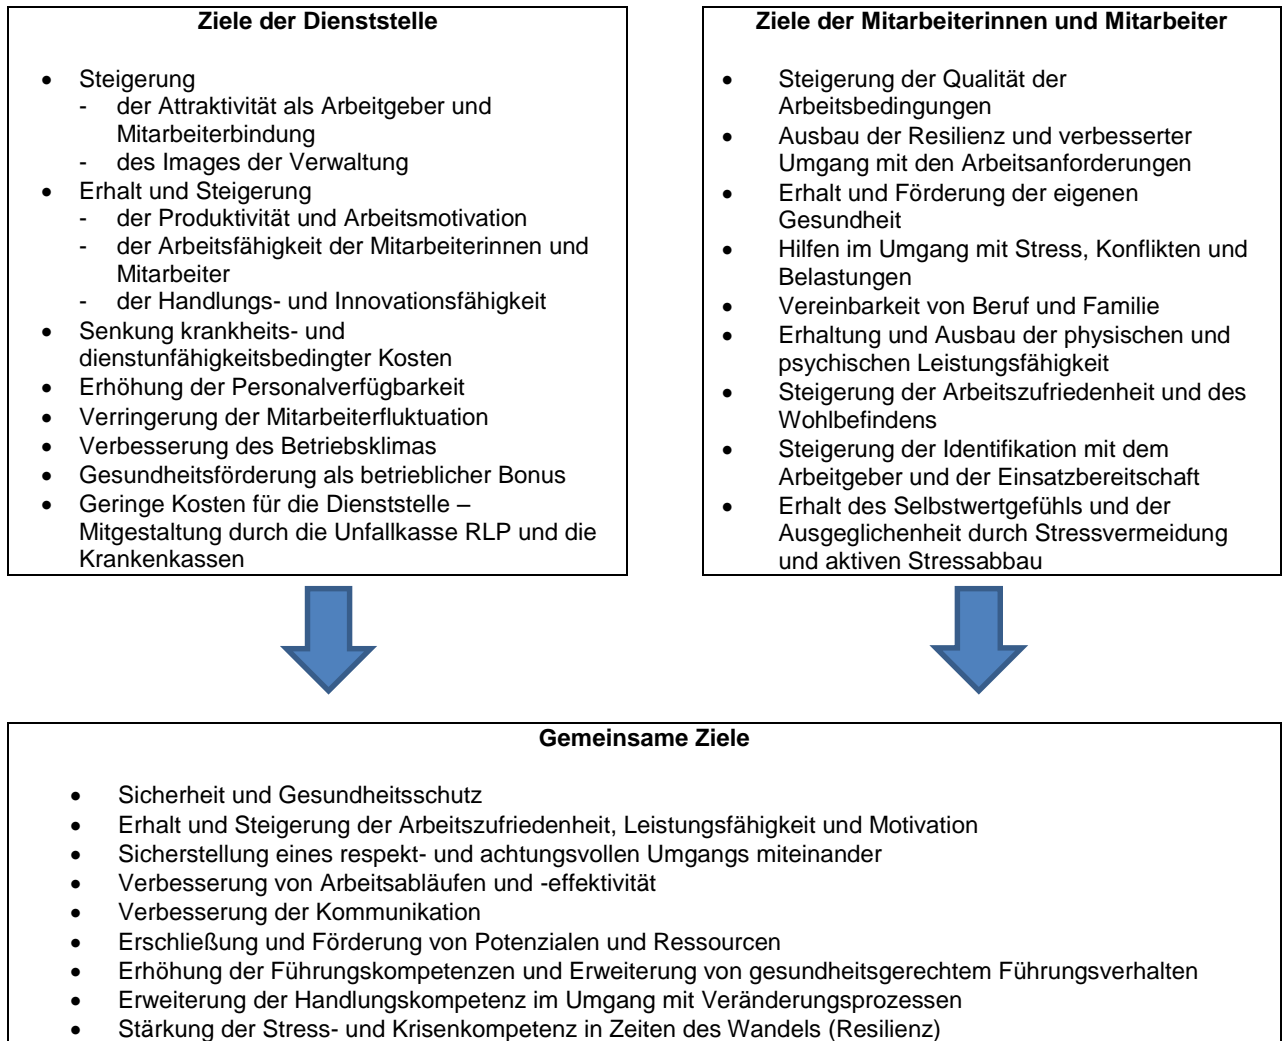 Ziele der Dienststelle
• Steigerung
- der Attraktivität als Arbeitgeber und
Mitarbeiterbindung
- des Images der Verwaltung
• Erhalt und Steigerung
- der Produktivität und Arbeitsmotivation
- der Arbeitsfähigkeit der Mitarbeiterinnen und
Mitarbeiter
- der Handlungs- und Innovationsfähigkeit
• Senkung krankheits- und
dienstunfähigkeitsbedingter Kosten
• Erhöhung der Personalverfügbarkeit
• Verringerung der Mitarbeiterfluktuation
• Verbesserung des Betriebsklimas
• Gesundheitsförderung als betrieblicher Bonus
• Geringe Kosten für die Dienststelle –
Mitgestaltung durch die Unfallkasse RLP und die
Krankenkassen
Ziele der Mitarbeiterinnen und Mitarbeiter
• Steigerung der Qualität der
Arbeitsbedingungen
• Ausbau der Resilienz und verbesserter
Umgang mit den Arbeitsanforderungen
• Erhalt und Förderung der eigenen
Gesundheit
• Hilfen im Umgang mit Stress, Konflikten und
Belastungen
• Vereinbarkeit von Beruf und Familie
• Erhaltung und Ausbau der physischen und
psychischen Leistungsfähigkeit
• Steigerung der Arbeitszufriedenheit und des
Wohlbefindens
• Steigerung der Identifikation mit dem
Arbeitgeber und der Einsatzbereitschaft
• Erhalt des Selbstwertgefühls und der
Ausgeglichenheit durch Stressvermeidung
und aktiven Stressabbau
Gemeinsame Ziele
• Sicherheit und Gesundheitsschutz
• Erhalt und Steigerung der Arbeitszufriedenheit, Leistungsfähigkeit und Motivation
• Sicherstellung eines respekt- und achtungsvollen Umgangs miteinander
• Verbesserung von Arbeitsabläufen und -effektivität
• Verbesserung der Kommunikation
• Erschließung und Förderung von Potenzialen und Ressourcen
• Erhöhung der Führungskompetenzen und Erweiterung von gesundheitsgerechtem Führungsverhalten
• Erweiterung der Handlungskompetenz im Umgang mit Veränderungsprozessen
• Stärkung der Stress- und Krisenkompetenz in Zeiten des Wandels (Resilienz)